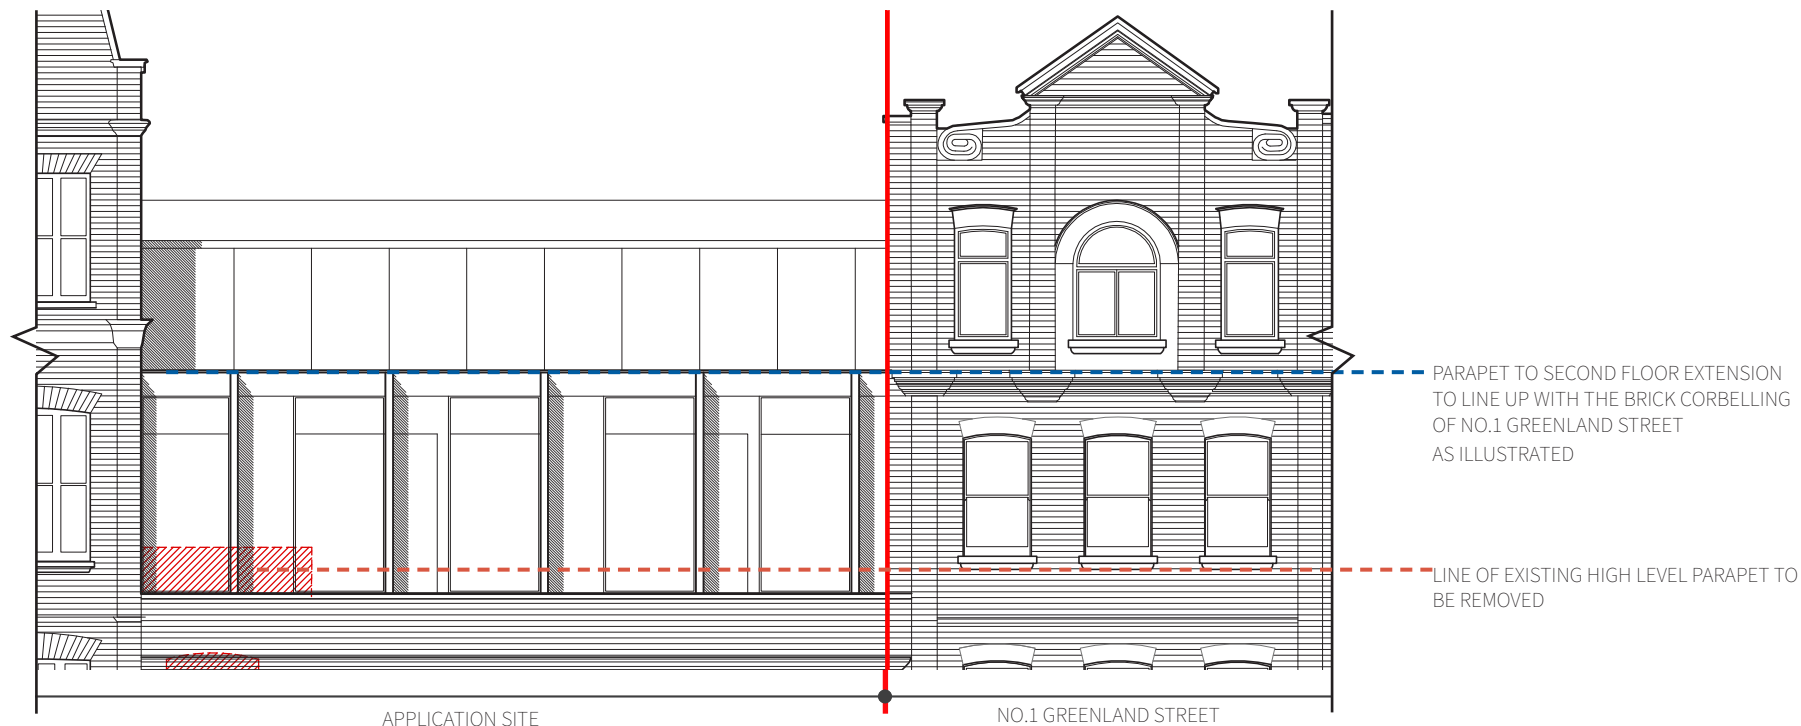 PARAPET TO SECOND FLOOR EXTENSION
TO LINE UP WITH THE BRICK CORBELLING
OF NO.1 GREENLAND STREET
AS ILLUSTRATED
LINE OF EXISTING HIGH LEVEL PARAPET TO
BE REMOVED
APPLICATION SITE
NO.1 GREENLAND STREET